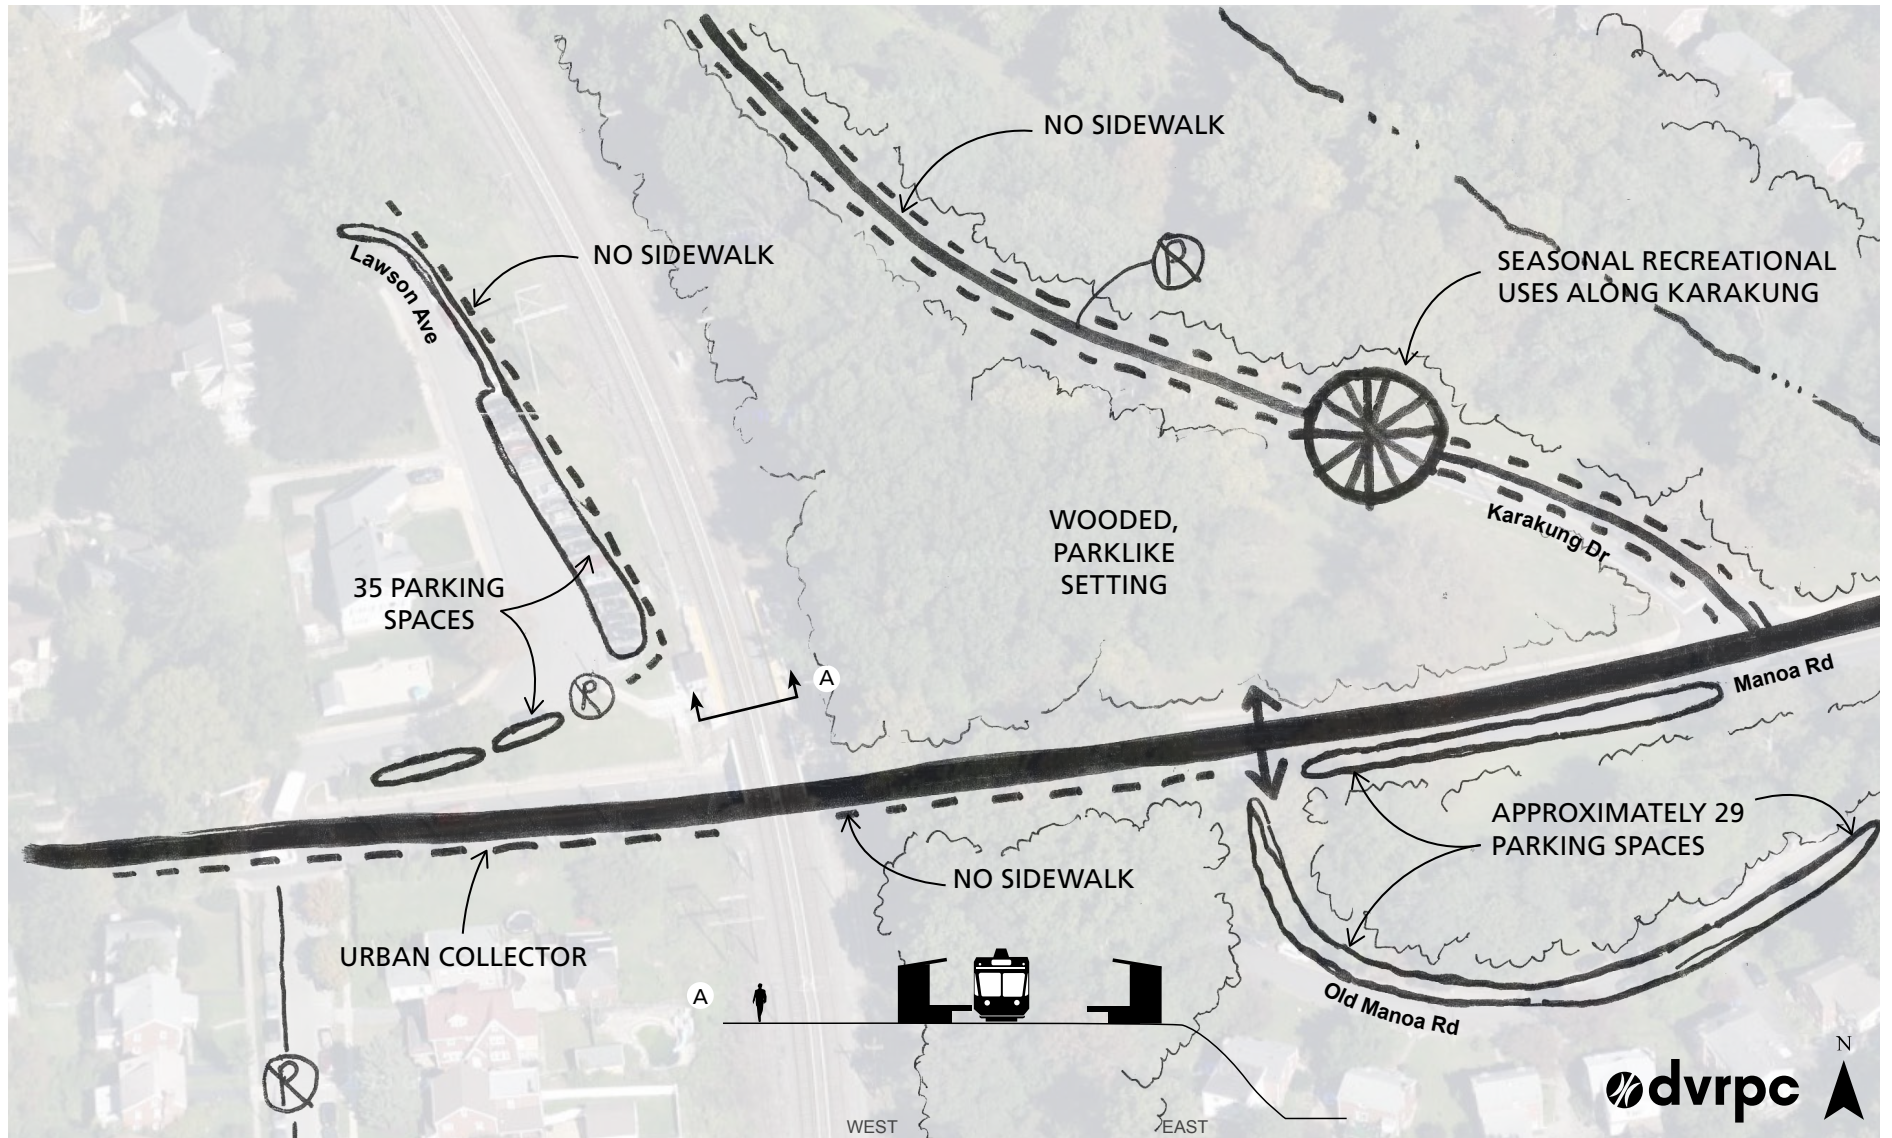 NO SIDEWALK
NO SIDEWALK
Lawson Ave
P
SEASONAL RECREATIONAL
USES ALONG KARAKUNG
WOODED,
PARKLIKE
SETTING
Karakung Dr
35 PARKING
SPACES
P
A
Manoa Rd
APPROXIMATELY 29
PARKING SPACES
NO SIDEWALK
URBAN COLLECTOR
A
Old Manoa Rd
P
WEST
EAST
dvrpc
N